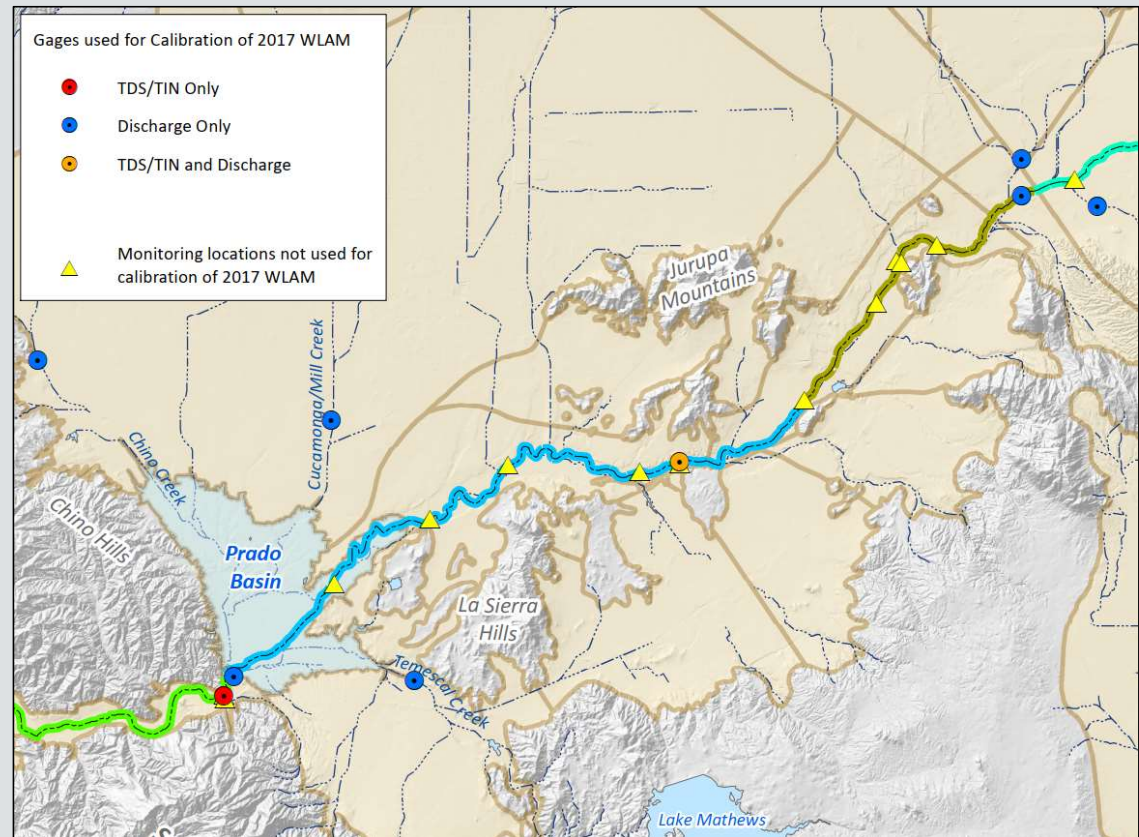 Gages used for Calibration of 2017 WLAM
TDS/TIN Only
Discharge Only
TDS/TIN and Discharge
Monitoring locations not used for
calibration of 2017 WLAM
Jurupa
Mountains
Cucamonga/Mill Creek
Chino Creek
Chino Hills
Prado
Basin
La Sierra
Hills
Temescal Creek
Lake Mathews
S